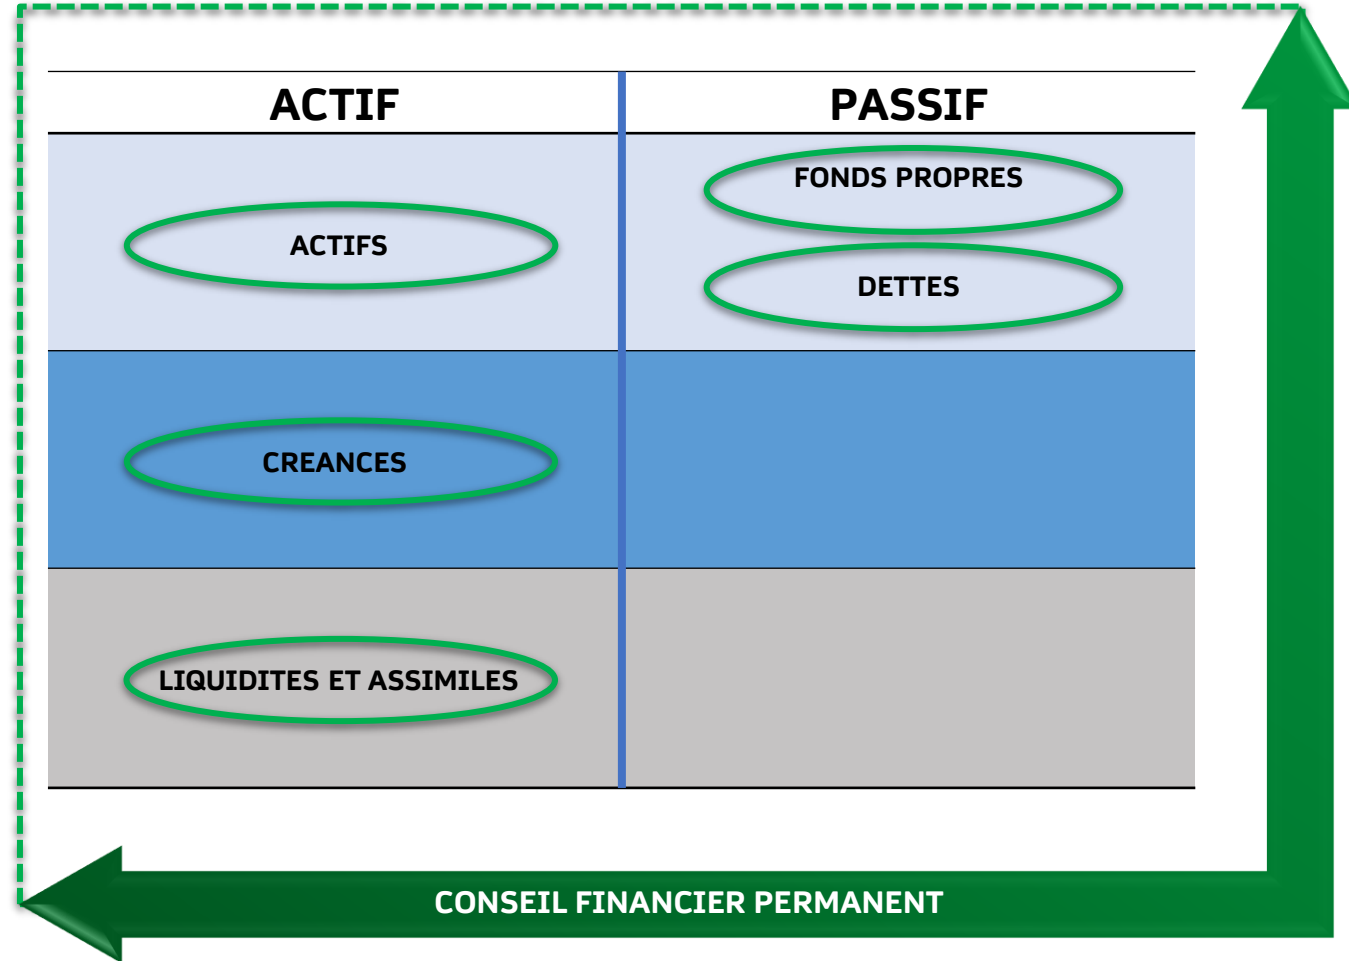 ACTIF
PASSIF
FONDS PROPRES
ACTIFS
DETTES
CREANCES
LIQUIDITES ET ASSIMILES
CONSEIL FINANCIER PERMANENT